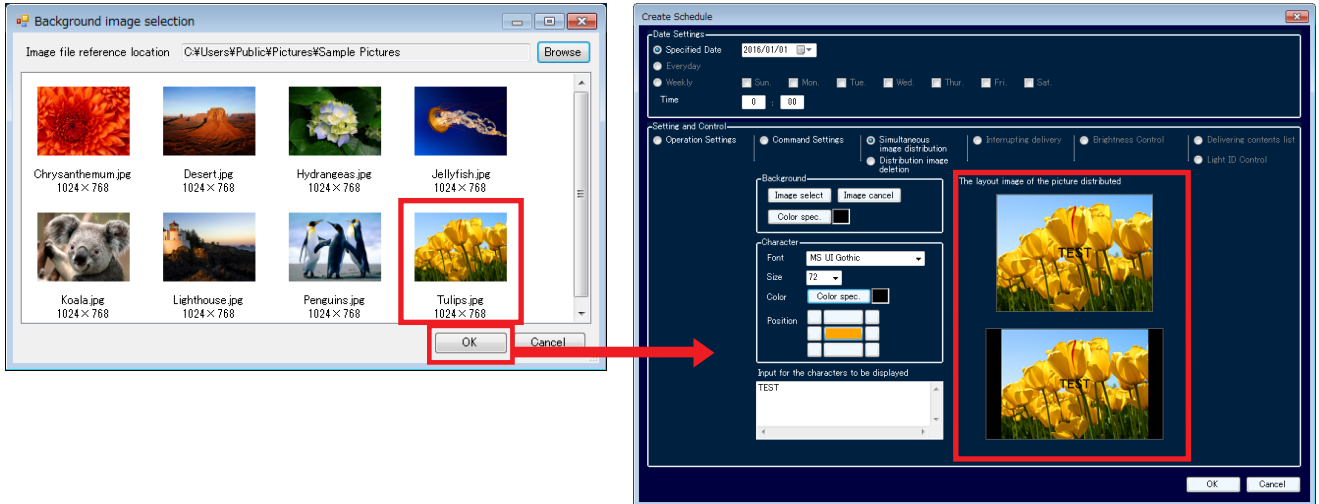 Background image selection
Image file reference location C:¥Users¥Public¥Pictures¥Sample Pictures Browse
Chrysanthemum.jpg Desert.jpg Hydrangeas.jpg Jellyfish.jpg
1024×768 1024×768 1024×768 1024×768
Koala.jpg Lighthouse.jpg Penguins.jpg Tulips.jpg
1024×768 1024×768 1024×768 1024×768
OK Cancel
Create Schedule
Date Settings
Specified Date 2016/01/01
Everyday
Weekly Sun. Mon. Tue. Wed. Thur. Fri. Sat.
Time 0 : 00
Setting and Control
Operation Settings
Command Settings
Simultaneous
image distribution
Distribution image
deletion
Interrupting delivery
Brightness Control
Delivering contents list
Light ID Control
Background
Image select Image cancel
Color spec.
Character
Font MS UI Gothic
Size 72
Color Color spec.
Position
Input for the characters to be displayed
TEST
The layout image of the picture distributed
TEST
TEST
OK Cancel